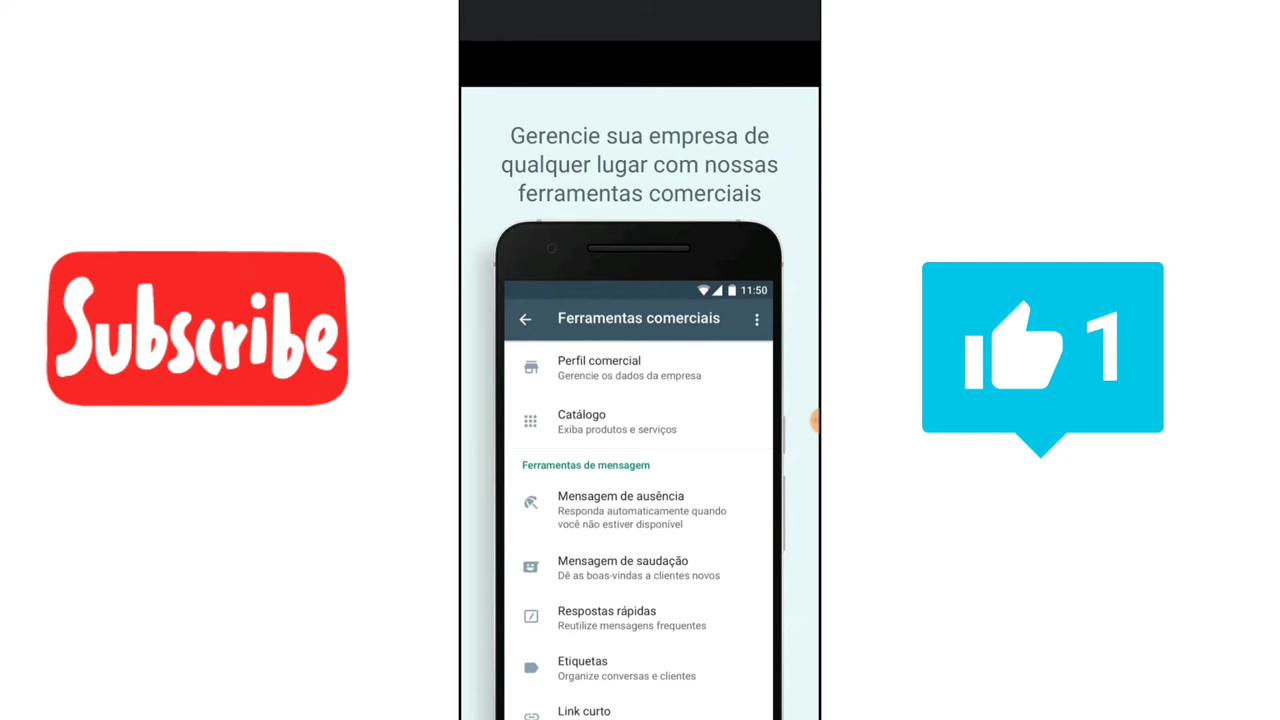 Gerencie sua empresa de
qualquer lugar com nossas
ferramentas comerciais
11:50
Ferramentas comerciais
Perfil comercial
Gerencie os dados da empresa
Catálogo
Exiba produtos e serviços
Ferramentas de mensagem
Mensagem de ausência
Responda automaticamente quando
você não estiver disponível
Mensagem de saudação
Dê as boas-vindas a clientes novos
Respostas rápidas
Reutilize mensagens frequentes
Etiquetas
Organize conversas e clientes
Link curto
Subscribe
1